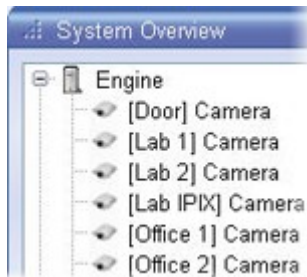 System Overview
Engine
[Door] Camera
[Lab 1] Camera
[Lab 2] Camera
[Lab IPIX] Camera
[Office 1] Camera
[Office 2] Camera